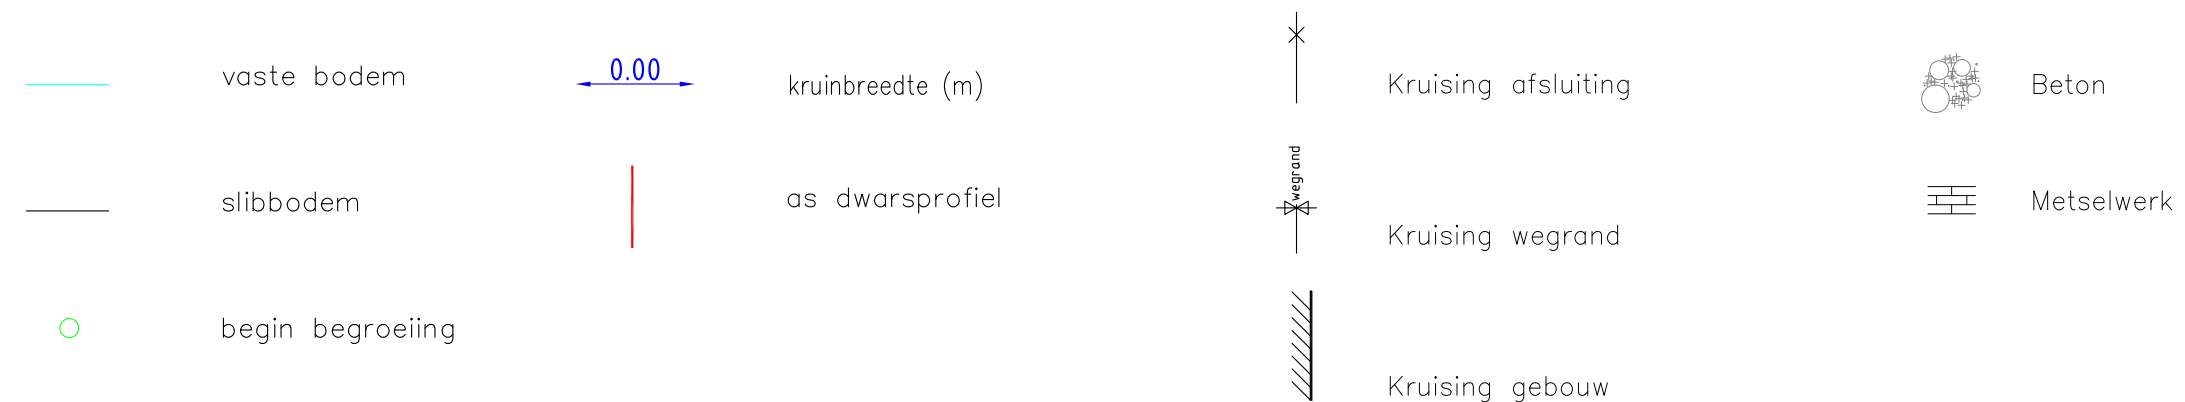 vaste bodem
slibbodem
begin begroeiing
0.00
kruinbreedte (m)
as dwarsprofiel
Kruising afsluiting
wegrand
Kruising wegrand
Kruising gebouw
Beton
Metselwerk